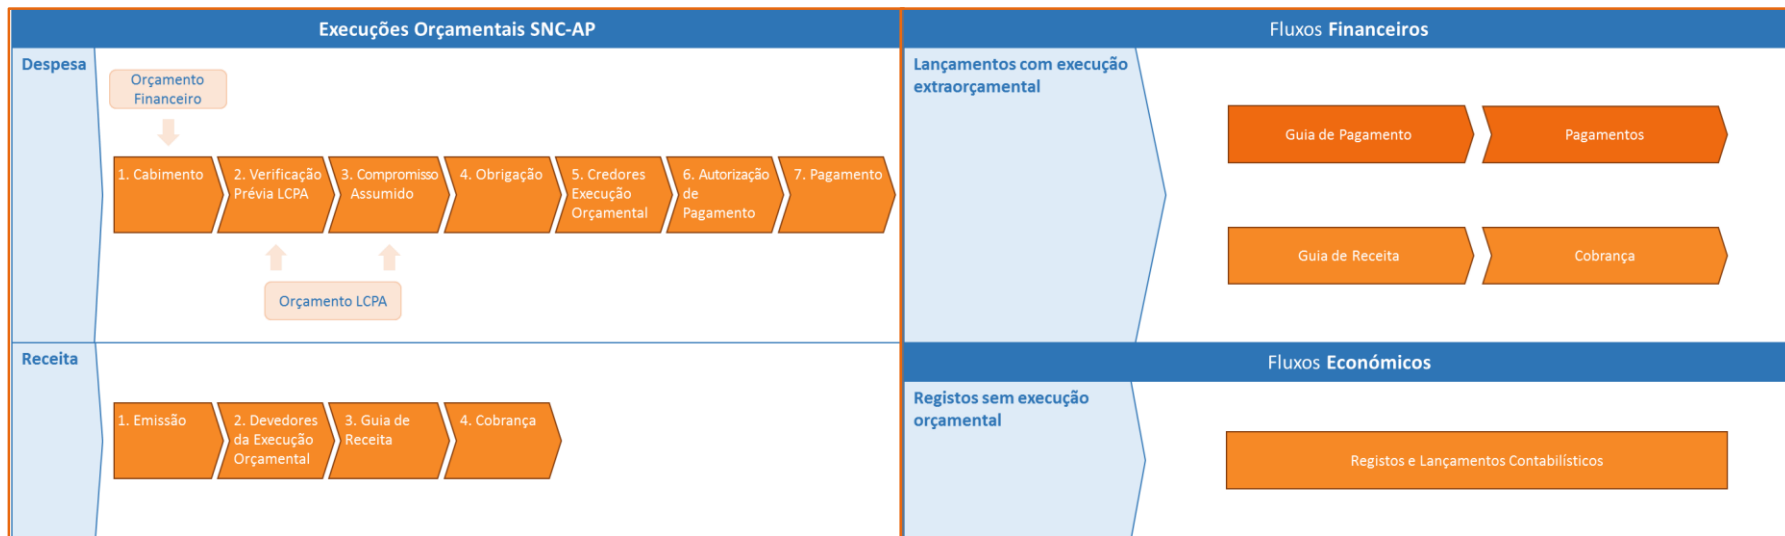 Execuções Orçamentais SNC-AP
Despesa
Orçamento
Financeiro
1. Cabimento
2. Verificação
Prévia LCPA
3. Compromisso
Assumido
4. Obrigação
5. Credores
Execução
Orçamental
6. Autorização
de
Pagamento
7. Pagamento
Orçamento LCPA
Receita
1. Emissão
2. Devedores
da Execução
Orçamental
3. Guia de
Receita
4. Cobrança
Fluxos Financeiros
Lançamentos com execução
extraorçamental
Guia de Pagamento
Pagamentos
Guia de Receita
Cobrança
Fluxos Económicos
Registos sem execução
orçamental
Registos e Lançamentos Contabilísticos